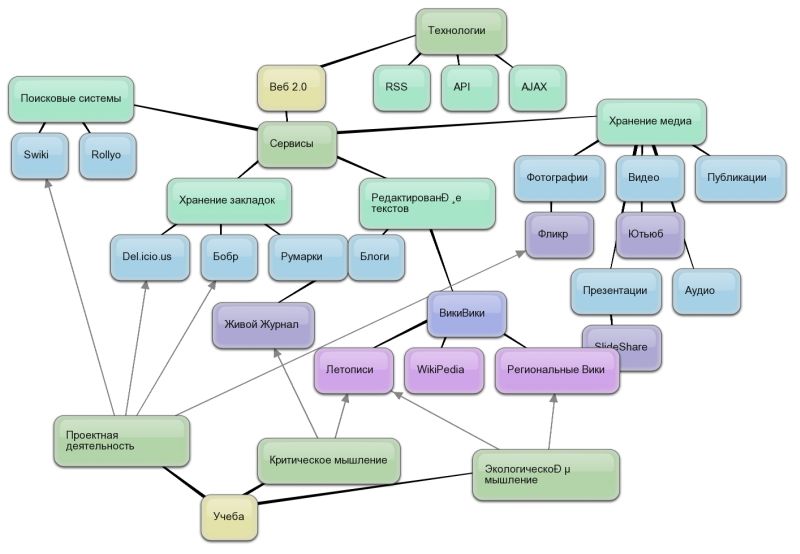 Технологии
Веб 2.0
RSS
API
AJAX
Поисковые системы
Хранение медиа
Сервисы
Swiki
Rollyo
Фотографии
Видео
Публикации
Хранение закладок
РедактированÐ ¸е
текстов
Фликр
Ютьюб
Del.icio.us
Бобр
Румарки
Блоги
Презентации
Аудио
Живой Журнал
ВикиВики
SlideShare
Летописи
WikiPedia
Региональные Вики
Проектная
деятельность
Критическое мышление
ЭкологическоÐ µ
мышление
Учеба